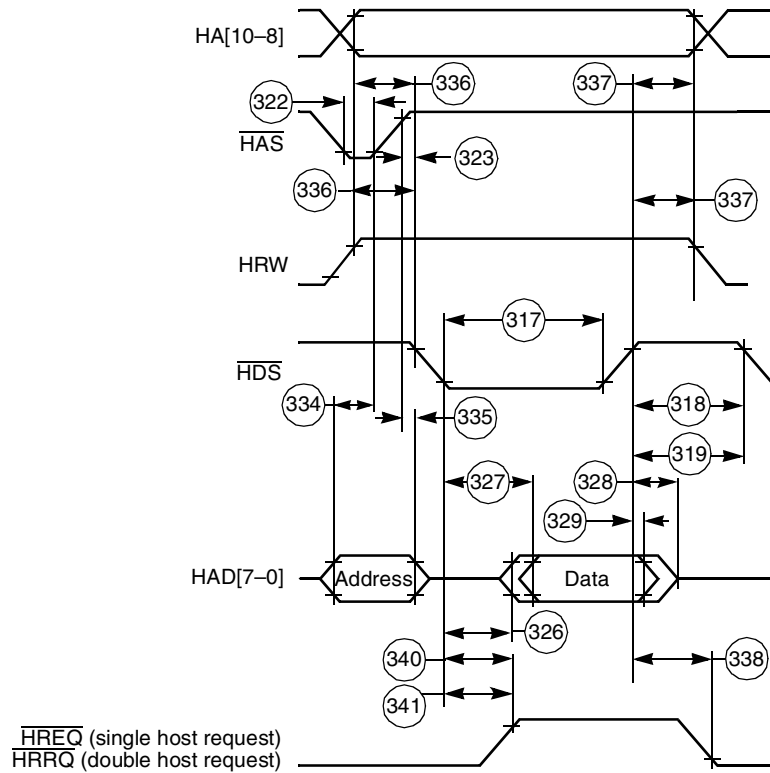 HA[10–8]
336
337
322
HAS
323
336
337
HRW
317
HDS
334
335
318
319
327
328
329
HAD[7–0]
Address
Data
326
340
338
341
HREQ (single host request)
HRRQ (double host request)